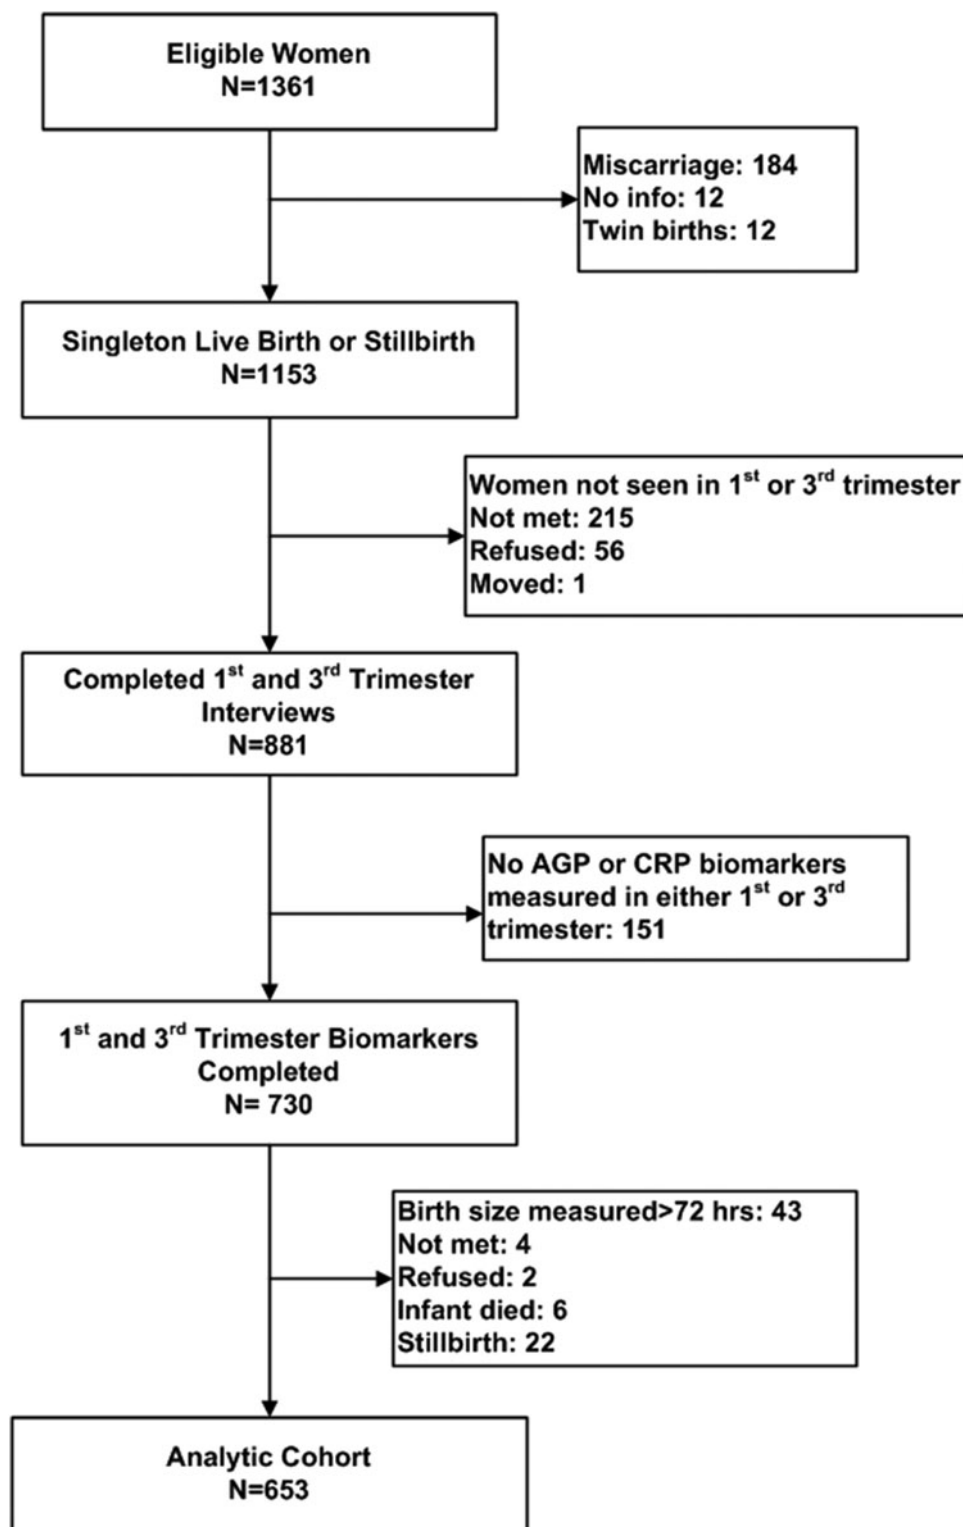 Eligible Women
N=1361
Miscarriage: 184
No info: 12
Twin births: 12
Singleton Live Birth or Stillbirth
N=1153
Women not seen in 1st or 3rd trimester
Not met: 215
Refused: 56
Moved: 1
Completed 1st and 3rd Trimester
Interviews
N=881
No AGP or CRP biomarkers
measured in either 1st or 3rd
trimester: 151
1st and 3rd Trimester Biomarkers
Completed
N= 730
Birth size measured>72 hrs: 43
Not met: 4
Refused: 2
Infant died: 6
Stillbirth: 22
Analytic Cohort
N=653